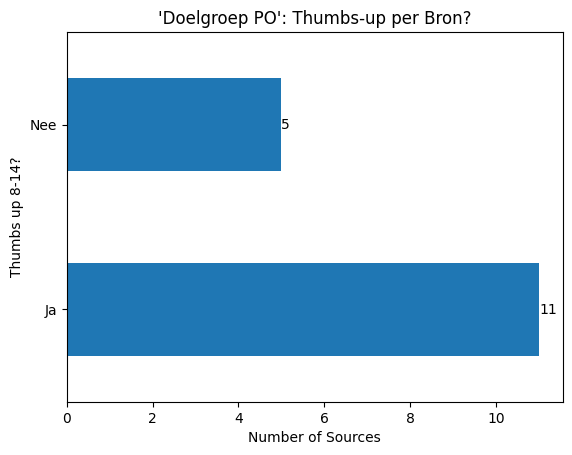 'Doelgroep PO': Thumbs-up per Bron?
Thumbs up 8-14?
Nee
5
Ja
11
0 2 4 6 8 10
Number of Sources